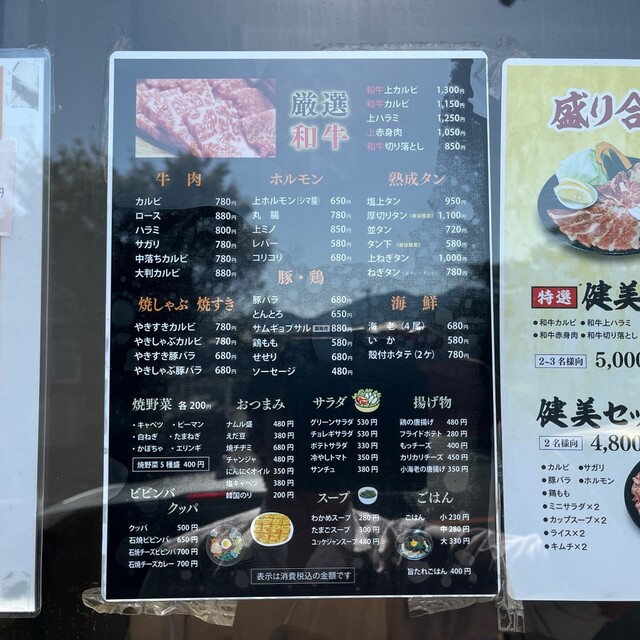 厳選
和牛
和牛上カルビ 1,300円
和牛カルビ 1,150円
上ハラミ 1,250円
上赤身肉 1,050円
和牛切り落とし 850円
牛肉
カルビ 780円
ロース 880円
ハラミ 800円
サガリ 780円
中落ちカルビ 780円
大判カルビ 880円
ホルモン
上ホルモン(シマ腸) 650円
丸腸 780円
上ミノ 850円
レバー 580円
コリコリ 680円
熟成タン
塩上タン 950円
厚切りタン(数量限定) 1,100円
並タン 720円
タン下(数量限定) 580円
上ねぎタン 1,000円
ねぎタン 780円
焼しゃぶ 焼すき
やきすきカルビ 780円
やきしゃぶカルビ 780円
やきすき豚バラ 680円
やきしゃぶ豚バラ 680円
豚・鶏
豚バラ 680円
とんとろ 650円
サムギョプサル 880円
鶏もも 580円
せせり 680円
ソーセージ 480円
海鮮
海老(4尾) 680円
いか 580円
殻付ホタテ(2ケ) 780円
焼野菜 各200円
・キャベツ ・ピーマン
・白ねぎ ・たまねぎ
・かぼちゃ ・エリンギ
焼野菜5種盛 400円
おつまみ
ナムル盛 480円
えだ豆 380円
焼チヂミ 680円
チャンジャ 480円
にんにくオイル 350円
塩キャベツ 380円
韓国のり 200円
サラダ
グリーンサラダ 530円
チョレギサラダ 530円
ポテトサラダ 330円
冷やしトマト 350円
サンチュ 380円
揚げ物
鶏の唐揚げ 480円
フライドポテト 280円
もっチーズ 400円
カリカリチーズ 450円
小海老の唐揚げ 350円
ビビンバ
クッパ
クッパ 500円
石焼ビビンバ 650円
石焼チーズビビンバ 700円
石焼チーズカレー 700円
スープ
わかめスープ 280円
たまごスープ 300円
ユッケジャンスープ 480円
ごはん
ごはん 小 230円
中 280円
大 330円
旨たれごはん 400円
表示は消費税込の金額です
盛り合
特選 健美
●和牛カルビ ●和牛上カルビ
●和牛赤身肉 ●和牛切り落とし
2~3名様向 5,000
健美セッ
2名様向 4,800
●カルビ ●サガリ
●豚バラ ●ホルモン
●鶏もも
●ミニサラダ×2
●カップスープ×2
●ライス×2
●キムチ×2